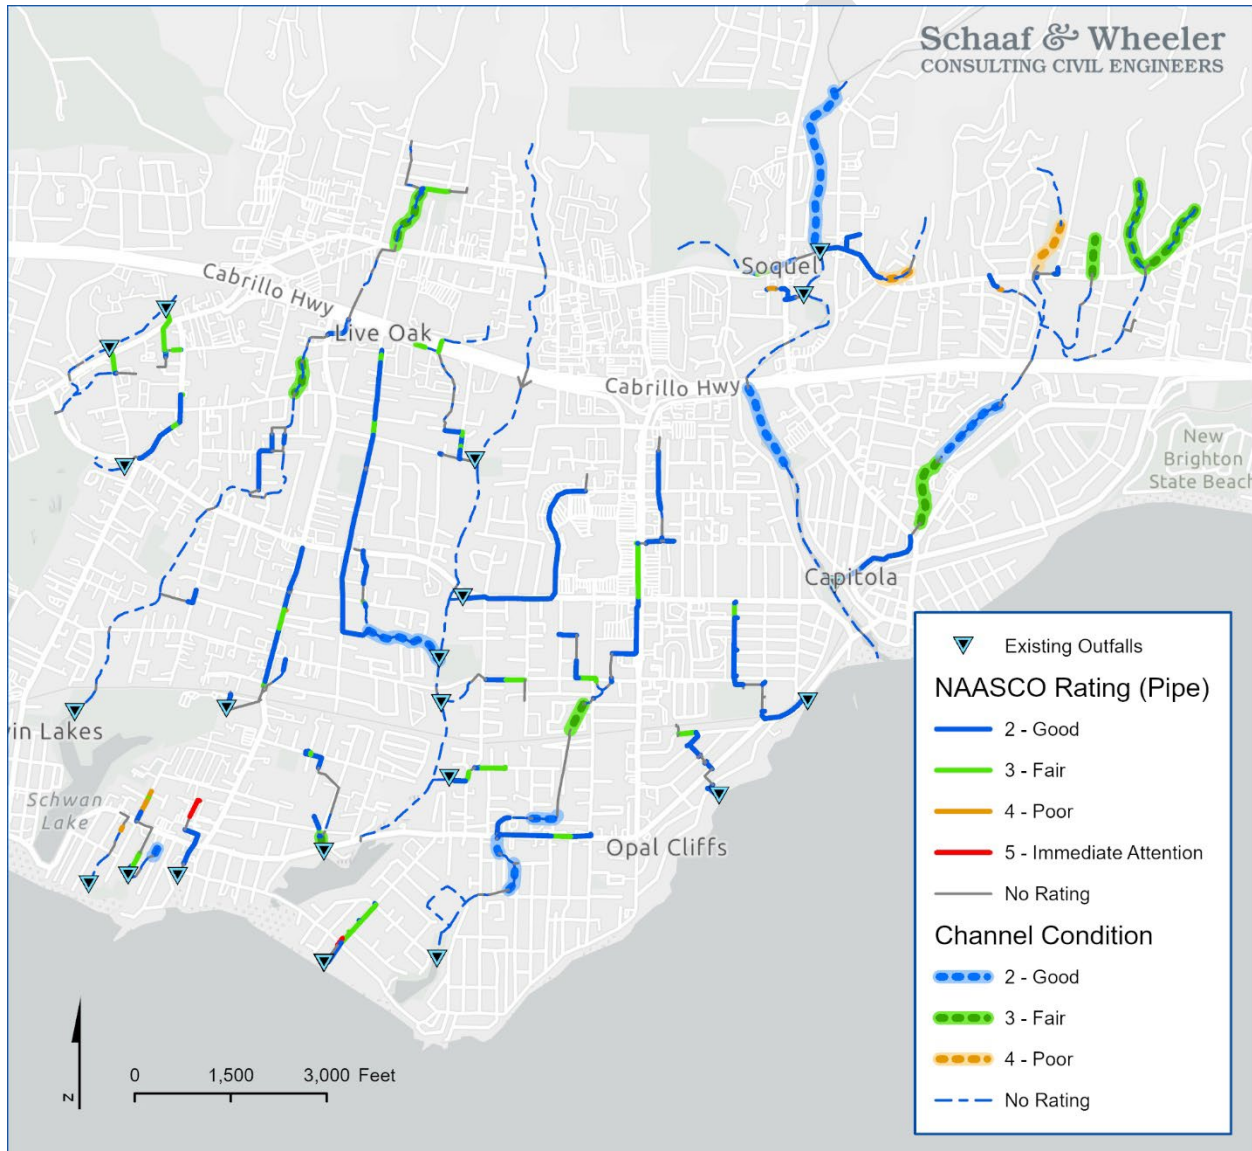 Schaaf & Wheeler
CONSULTING CIVIL ENGINEERS
Soquel
Cabrillo Hwy
Live Oak
Cabrillo Hwy
New
Brighton
State Beach
Capitola
vin Lakes
Schwan
Lake
Opal Cliffs
Existing Outfalls
NAASCO Rating (Pipe)
2 - Good
3 - Fair
4 - Poor
5 - Immediate Attention
No Rating
Channel Condition
2 - Good
3 - Fair
4 - Poor
No Rating
0 1,500 3,000 Feet
N